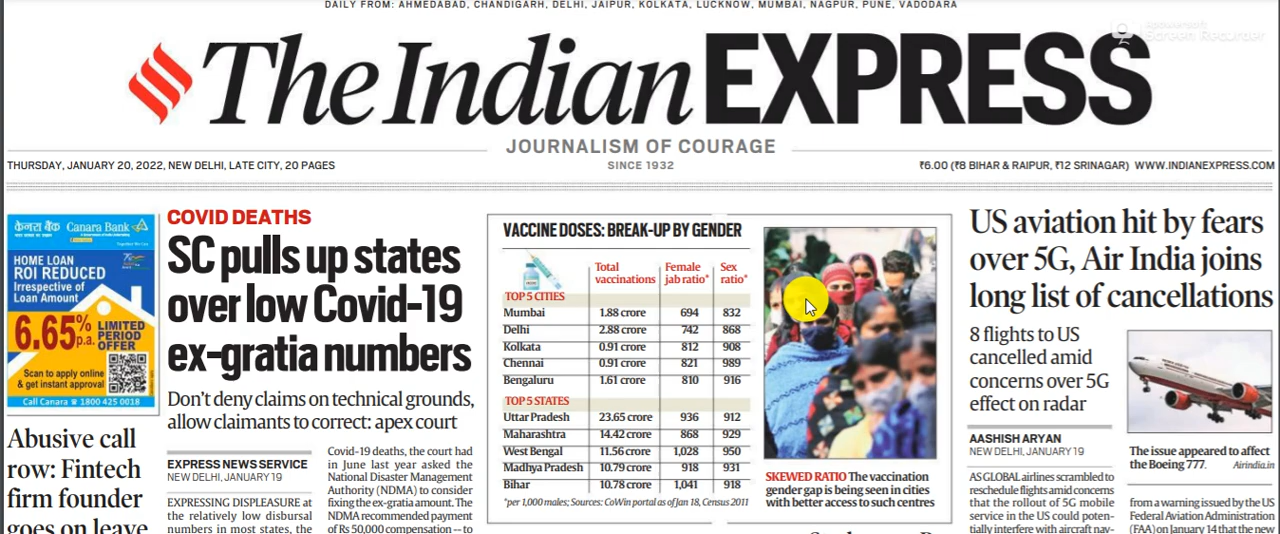 DAILY FROM: AHMEDABAD, CHANDIGARH, DELHI, JAIPUR, KOLKATA, LUCKNOW, MUMBAI, NAGPUR, PUNE, VADODARA
Screen Recorder
The Indian EXPRESS
JOURNALISM OF COURAGE
SINCE 1932
THURSDAY, JANUARY 20, 2022, NEW DELHI, LATE CITY, 20 PAGES
₹6.00 (₹8 BIHAR & RAIPUR, ₹12 SRINAGAR) WWW.INDIANEXPRESS.COM
केनरा बैंक Canara Bank
HOME LOAN
ROI REDUCED
Irrespective of
Loan Amount
6.65% p.a.
LIMITED
PERIOD
OFFER
Scan to apply online
& get instant approval
Call Canara ☎ 1800 425 0018
Abusive call
row: Fintech
firm founder
goes on leave
COVID DEATHS
SC pulls up states
over low Covid-19
ex-gratia numbers
Don't deny claims on technical grounds,
allow claimants to correct: apex court
EXPRESS NEWS SERVICE
NEW DELHI, JANUARY 19
EXPRESSING DISPLEASURE at
the relatively low disbursal
numbers in most states, the
Covid-19 deaths, the court had
in June last year asked the
National Disaster Management
Authority (NDMA) to consider
fixing the ex-gratia amount. The
NDMA recommended payment
of Rs 50,000 compensation -- to
VACCINE DOSES: BREAK-UP BY GENDER
Total vaccinations Female jab ratio* Sex ratio*
TOP 5 CITIES
Mumbai 1.88 crore 694 832
Delhi 2.88 crore 742 868
Kolkata 0.91 crore 812 908
Chennai 0.91 crore 821 989
Bengaluru 1.61 crore 810 916
TOP 5 STATES
Uttar Pradesh 23.65 crore 936 912
Maharashtra 14.42 crore 868 929
West Bengal 11.56 crore 1,028 950
Madhya Pradesh 10.79 crore 918 931
Bihar 10.78 crore 1,041 918
*per 1,000 males; Sources: CoWin portal as of Jan 18, Census 2011
SKEWED RATIO The vaccination
gender gap is being seen in cities
with better access to such centres
US aviation hit by fears
over 5G, Air India joins
long list of cancellations
8 flights to US
cancelled amid
concerns over 5G
effect on radar
AASHISH ARYAN
NEW DELHI, JANUARY 19
AS GLOBAL airlines scrambled to
reschedule flights amid concerns
that the rollout of 5G mobile
service in the US could poten-
tially interfere with aircraft nav-
The issue appeared to affect
the Boeing 777. Airindia.in
from a warning issued by the US
Federal Aviation Administration
(FAA) on January 14 that the new